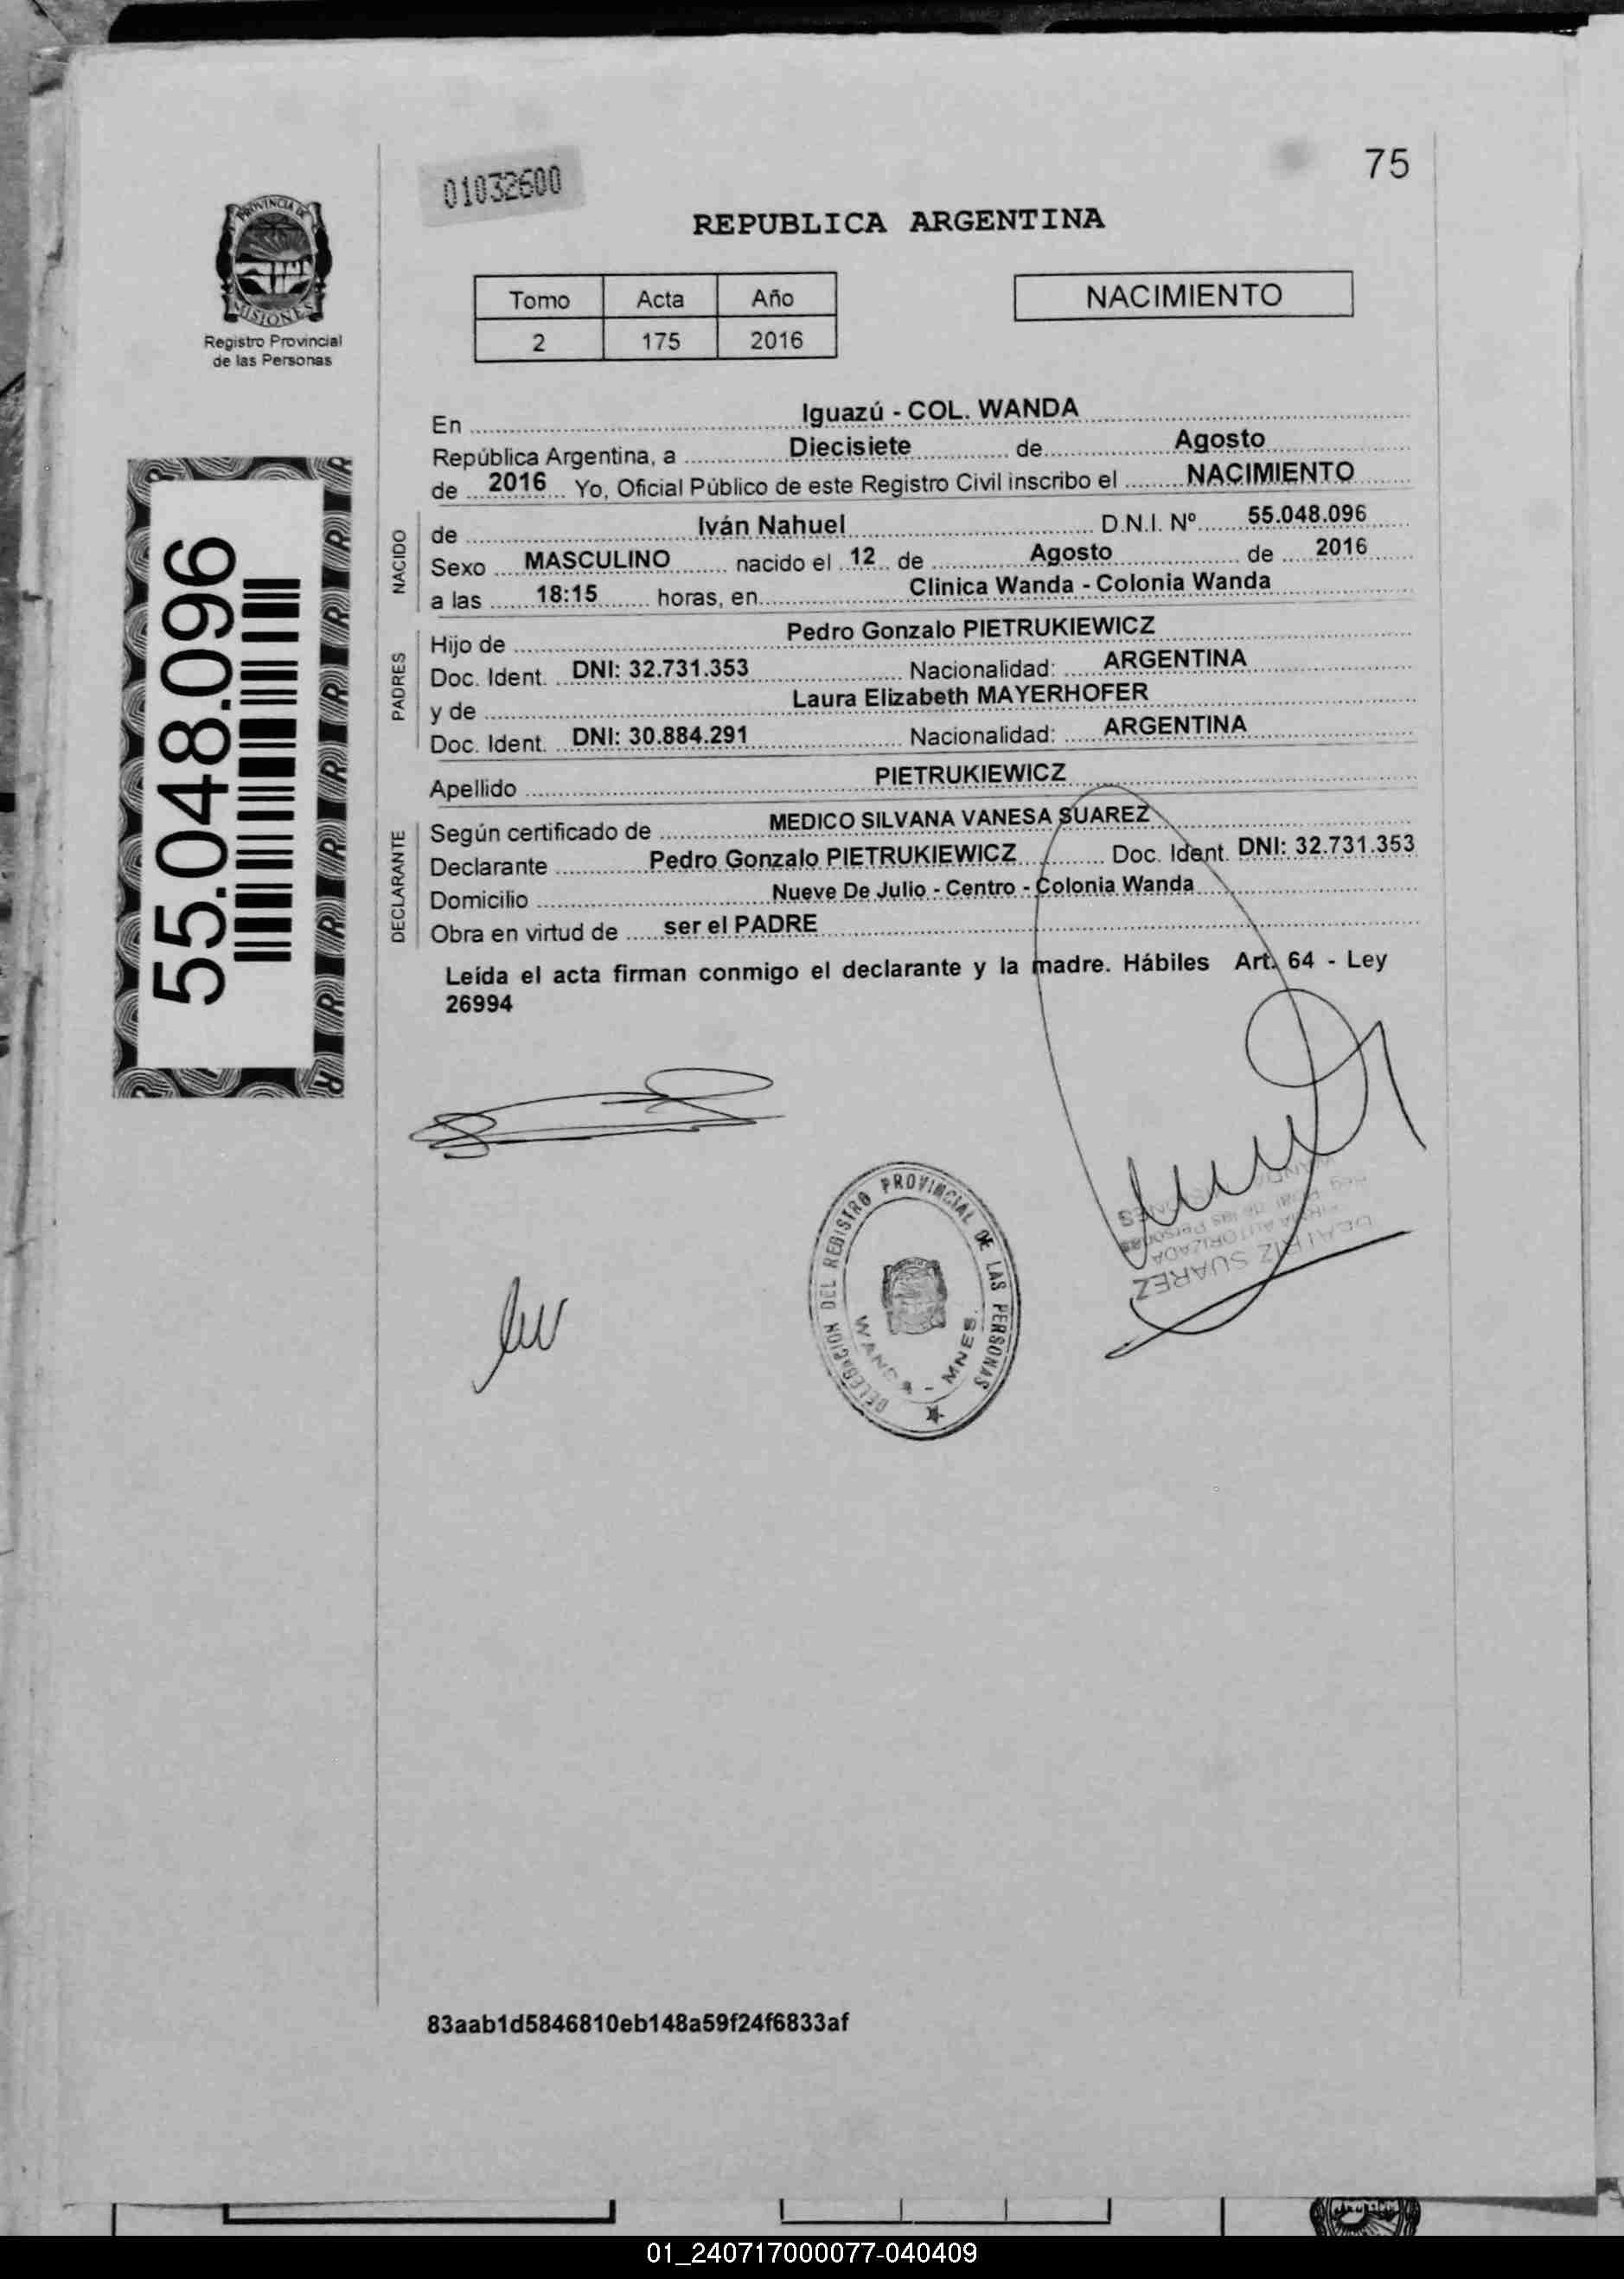 75
01032600
REPUBLICA ARGENTINA
PROVINCIA DE
MISIONES
Registro Provincial
de las Personas
Tomo Acta Año
2 175 2016
NACIMIENTO
En Iguazú - COL. WANDA
República Argentina, a Diecisiete de Agosto
de 2016 Yo, Oficial Público de este Registro Civil inscribo el NACIMIENTO
NACIDO
de Iván Nahuel D.N.I. Nº 55.048.096
Sexo MASCULINO nacido el 12 de Agosto de 2016
a las 18:15 horas, en Clinica Wanda - Colonia Wanda
PADRES
Hijo de Pedro Gonzalo PIETRUKIEWICZ
Doc. Ident. DNI: 32.731.353 Nacionalidad: ARGENTINA
y de Laura Elizabeth MAYERHOFER
Doc. Ident. DNI: 30.884.291 Nacionalidad: ARGENTINA
Apellido PIETRUKIEWICZ
DECLARANTE
Según certificado de MEDICO SILVANA VANESA SUAREZ
Declarante Pedro Gonzalo PIETRUKIEWICZ Doc. Ident. DNI: 32.731.353
Domicilio Nueve De Julio - Centro - Colonia Wanda
Obra en virtud de ser el PADRE
Leída el acta firman conmigo el declarante y la madre. Hábiles Art. 64 - Ley
26994
55.048.096
DELEGACION DEL REGISTRO PROVINCIAL DE LAS PERSONAS
WANDA - MNES.
BEATRIZ SUAREZ
FIRMA AUTORIZADA
83aab1d5846810eb148a59f24f6833af
01_240717000077-040409